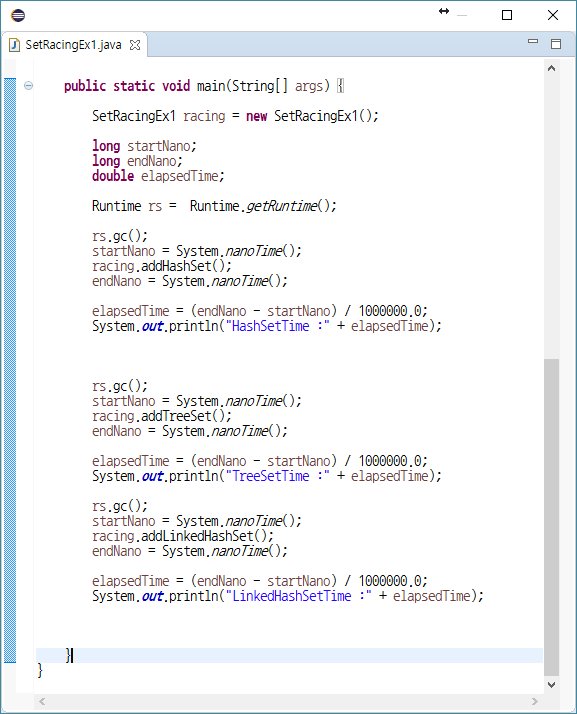 SetRacingEx1.java
public static void main(String[] args) {
SetRacingEx1 racing = new SetRacingEx1();
long startNano;
long endNano;
double elapsedTime;
Runtime rs =  Runtime.getRuntime();
rs.gc();
startNano = System.nanoTime();
racing.addHashSet();
endNano = System.nanoTime();
elapsedTime = (endNano - startNano) / 1000000.0;
System.out.println("HashSetTime :" + elapsedTime);
rs.gc();
startNano = System.nanoTime();
racing.addTreeSet();
endNano = System.nanoTime();
elapsedTime = (endNano - startNano) / 1000000.0;
System.out.println("TreeSetTime :" + elapsedTime);
rs.gc();
startNano = System.nanoTime();
racing.addLinkedHashSet();
endNano = System.nanoTime();
elapsedTime = (endNano - startNano) / 1000000.0;
System.out.println("LinkedHashSetTime :" + elapsedTime);
}
}